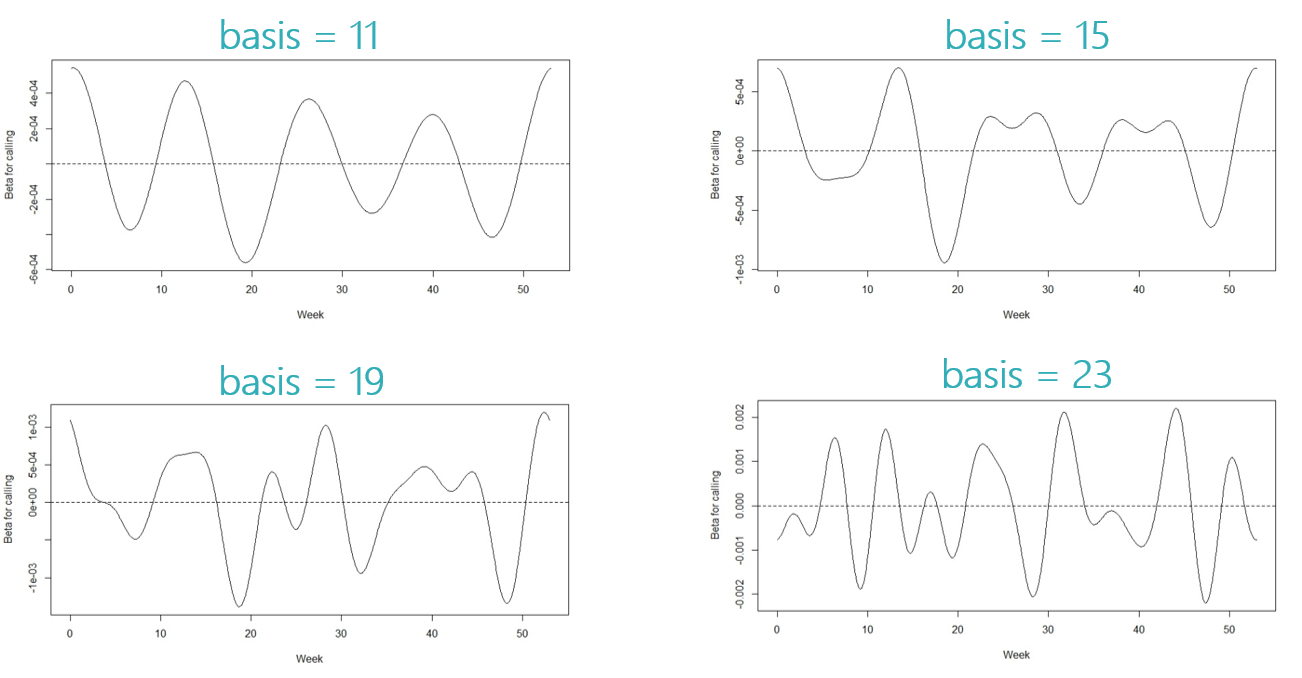 basis = 11
Beta for calling
4e-04
2e-04
-2e-04
-6e-04
0 10 20 30 40 50
Week
basis = 15
Beta for calling
5e-04
0e+00
-5e-04
-1e-03
0 10 20 30 40 50
Week
basis = 19
Beta for calling
1e-03
5e-04
0e+00
-1e-03
0 10 20 30 40 50
Week
basis = 23
Beta for calling
0.002
0.001
0.000
-0.001
-0.002
0 10 20 30 40 50
Week